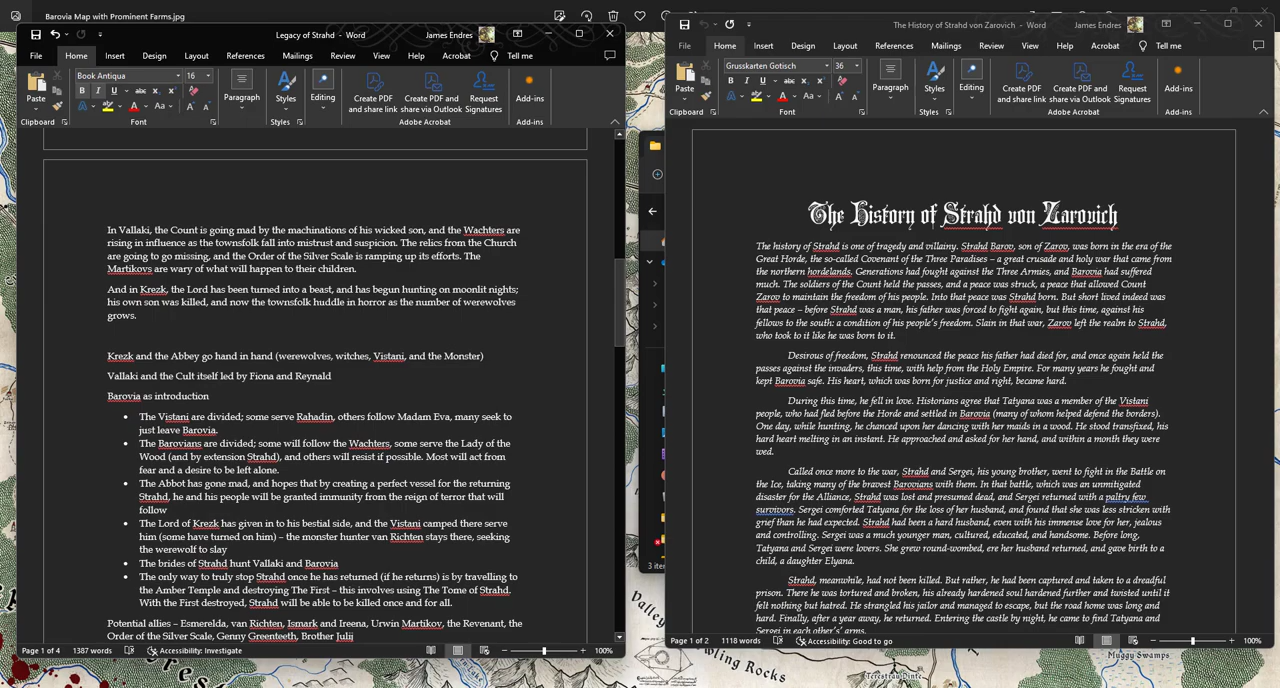 Barovia Map with Prominent Farms.jpg
Legacy of Strahd - Word
James Endres
File Home Insert Design Layout References Mailings Review View Help Acrobat Tell me
Book Antiqua 16
Paste
Paragraph
Styles
Editing
Create PDF and share link
Create PDF and share via Outlook
Request Signatures
Add-ins
Clipboard Font Styles Adobe Acrobat Add-ins
In Vallaki, the Count is going mad by the machinations of his wicked son, and the Wachters are
rising in influence as the townsfolk fall into mistrust and suspicion. The relics from the Church
are going to go missing, and the Order of the Silver Scale is ramping up its efforts. The
Martikovs are wary of what will happen to their children.
And in Krezk, the Lord has been turned into a beast, and has begun hunting on moonlit nights;
his own son was killed, and now the townsfolk huddle in horror as the number of werewolves
grows.
Krezk and the Abbey go hand in hand (werewolves, witches, Vistani, and the Monster)
Vallaki and the Cult itself led by Fiona and Reynald
Barovia as introduction
• The Vistani are divided; some serve Rahadin, others follow Madam Eva, many seek to
just leave Barovia.
• The Barovians are divided; some will follow the Wachters, some serve the Lady of the
Wood (and by extension Strahd), and others will resist if possible. Most will act from
fear and a desire to be left alone.
• The Abbot has gone mad, and hopes that by creating a perfect vessel for the returning
Strahd, he and his people will be granted immunity from the reign of terror that will
follow
• The Lord of Krezk has given in to his bestial side, and the Vistani camped there serve
him (some have turned on him) – the monster hunter van Richten stays there, seeking
the werewolf to slay
• The brides of Strahd hunt Vallaki and Barovia
• The only way to truly stop Strahd once he has returned (if he returns) is by travelling to
the Amber Temple and destroying The First – this involves using The Tome of Strahd.
With the First destroyed, Strahd will be able to be killed once and for all.
Potential allies – Esmerelda, van Richten, Ismark and Ireena, Urwin Martikov, the Revenant, the
Order of the Silver Scale, Genny Greenteeth, Brother Julij
Page 1 of 4 1387 words Accessibility: Investigate 100%
The History of Strahd von Zarovich - Word
James Endres
File Home Insert Design Layout References Mailings Review View Help Acrobat Tell me
Grusskarten Gotisch 36
Paste
Paragraph
Styles
Editing
Create PDF and share link
Create PDF and share via Outlook
Request Signatures
Add-ins
Clipboard Font Styles Adobe Acrobat Add-ins
The History of Strahd von Zarovich
The history of Strahd is one of tragedy and villainy. Strahd Barov, son of Zarov, was born in the era of the
Great Horde, the so-called Covenant of the Three Paradises – a great crusade and holy war that came from
the northern hordelands. Generations had fought against the Three Armies, and Barovia had suffered
much. The soldiers of the Count held the passes, and a peace was struck, a peace that allowed Count
Zarov to maintain the freedom of his people. Into that peace was Strahd born. But short lived indeed was
that peace – before Strahd was a man, his father was forced to fight again, but this time, against his
fellows to the south: a condition of his people's freedom. Slain in that war, Zarov left the realm to Strahd,
who took to it like he was born to it.
Desirous of freedom, Strahd renounced the peace his father had died for, and once again held the
passes against the invaders, this time, with help from the Holy Empire. For many years he fought and
kept Barovia safe. His heart, which was born for justice and right, became hard.
During this time, he fell in love. Historians agree that Tatyana was a member of the Vistani
people, who had fled before the Horde and settled in Barovia (many of whom helped defend the borders).
One day, while hunting, he chanced upon her dancing with her maids in a wood. He stood transfixed, his
hard heart melting in an instant. He approached and asked for her hand, and within a month they were
wed.
Called once more to the war, Strahd and Sergei, his young brother, went to fight in the Battle on
the Ice, taking many of the bravest Barovians with them. In that battle, which was an unmitigated
disaster for the Alliance, Strahd was lost and presumed dead, and Sergei returned with a paltry few
survivors. Sergei comforted Tatyana for the loss of her husband, and found that she was less stricken with
grief than he had expected. Strahd had been a hard husband, even with his immense love for her, jealous
and controlling. Sergei was a much younger man, cultured, educated, and handsome. Before long,
Tatyana and Sergei were lovers. She grew round-wombed, ere her husband returned, and gave birth to a
child, a daughter Elyana.
Strahd, meanwhile, had not been killed. But rather, he had been captured and taken to a dreadful
prison. There he was tortured and broken, his already hardened soul hardened further and twisted until it
felt nothing but hatred. He strangled his jailor and managed to escape, but the road home was long and
hard. Finally, after a year, he returned. Entering the castle by night, he came to find Tatyana and
Sergei in each other's arms.
Page 1 of 2 1118 words Accessibility: Good to go 100%
3 item
Valley
Rocks
Muggy Swamps